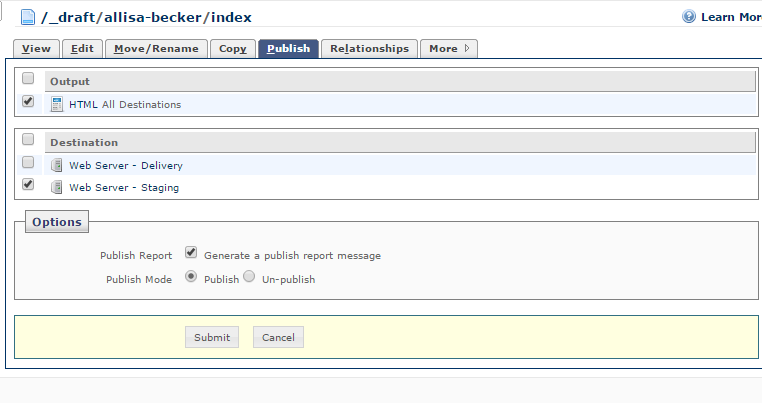 /_draft/allisa-becker/index
Learn Mor
View Edit Move/Rename Copy Publish Relationships More
Output
HTML All Destinations
Destination
Web Server - Delivery
Web Server - Staging
Options
Publish Report Generate a publish report message
Publish Mode Publish Un-publish
Submit Cancel